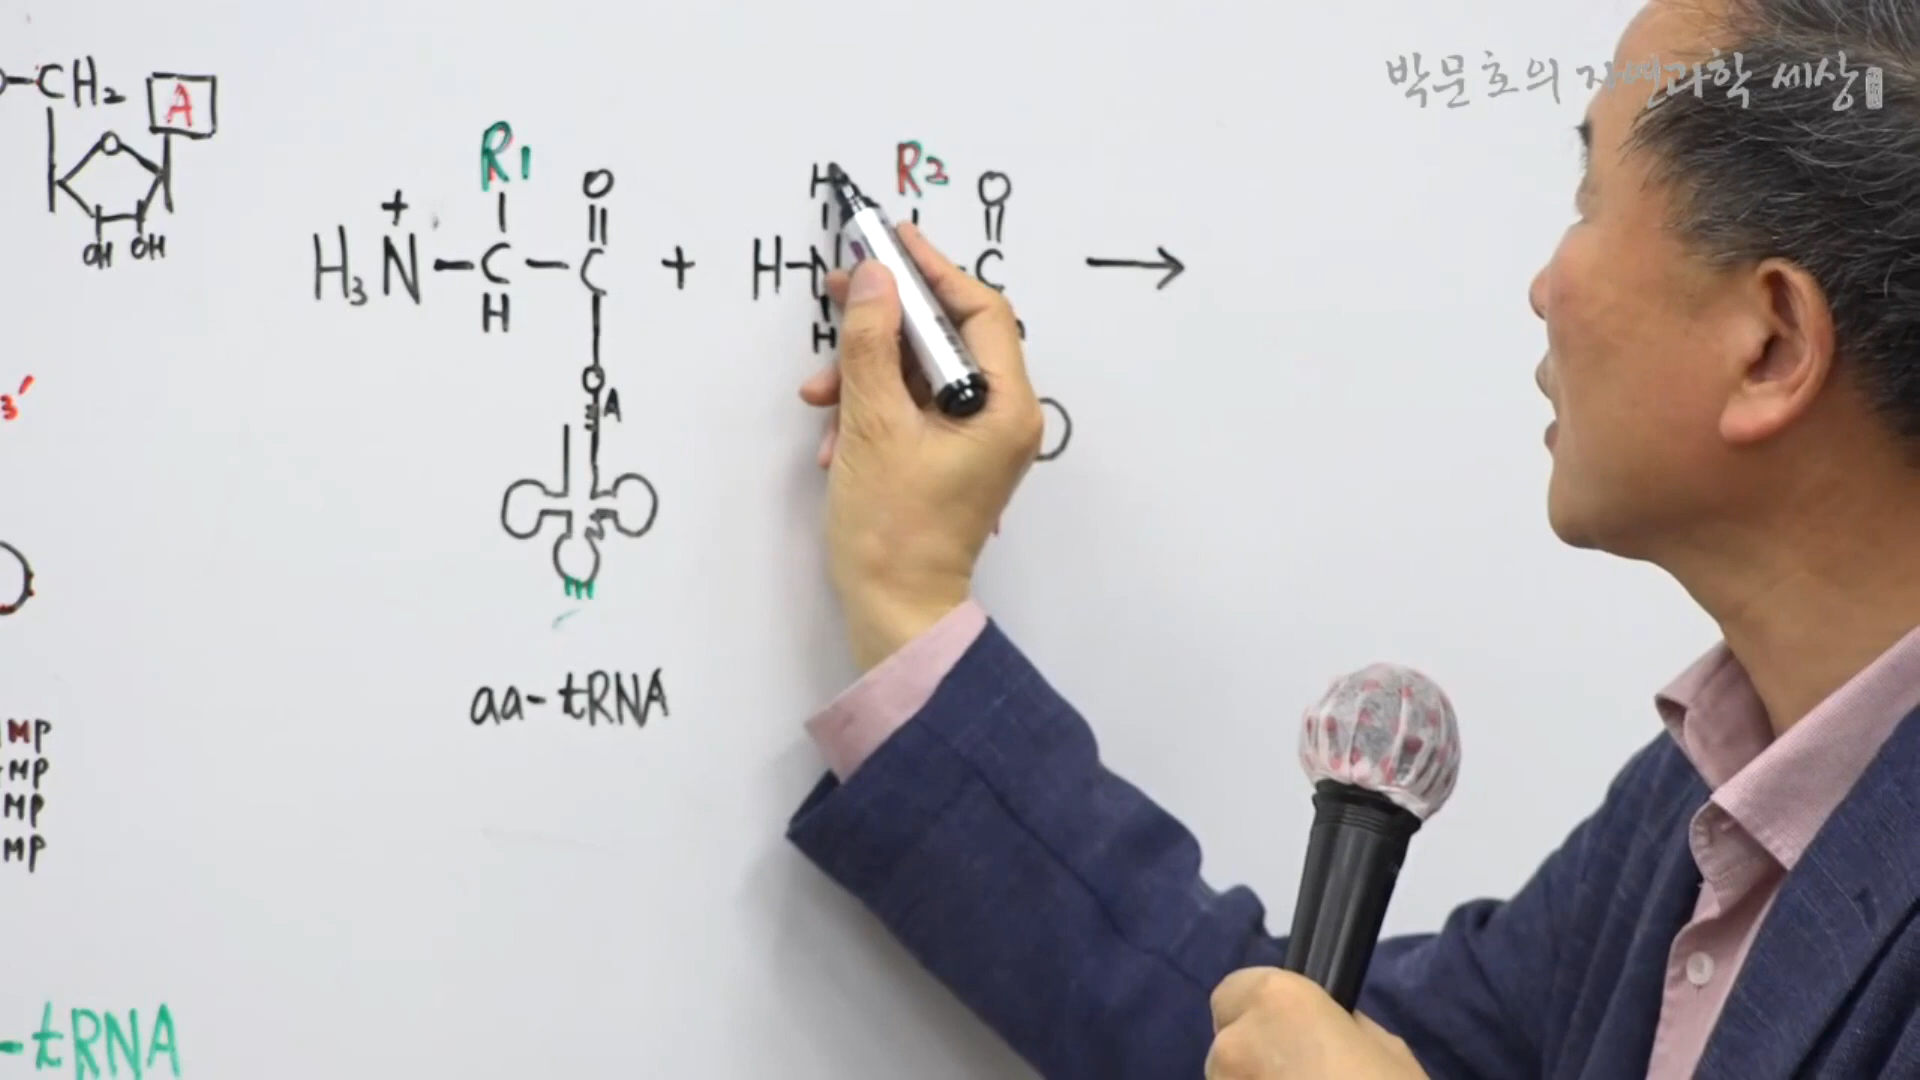 박문호의 자연과학 세상
CH₂ A
O
OH OH
R1 O H R2 O
+
H₃N - C - C + H - N C →
H H
O
A
3'
aa-tRNA
MP
MP
MP
MP
-tRNA